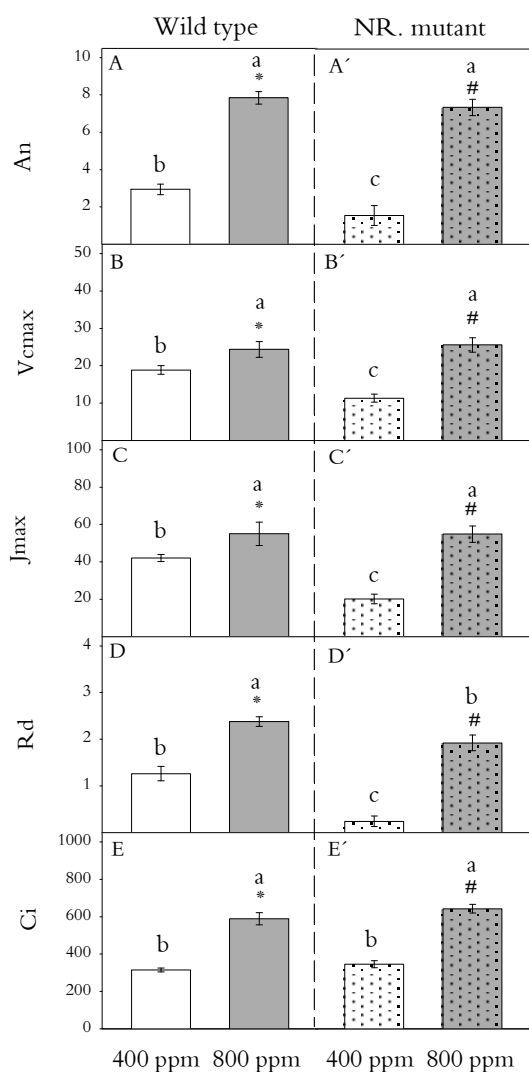 Wild type NR. mutant
An
10
8
6
4
2
A
b
a
*
A´
c
a
#
Vcmax
50
40
30
20
10
B
b
a
*
B´
c
a
#
Jmax
100
80
60
40
20
C
b
a
*
C´
c
a
#
Rd
4
3
2
1
D
b
a
*
D´
c
b
#
Ci
1000
800
600
400
200
0
E
b
a
*
E´
b
a
#
400 ppm 800 ppm 400 ppm 800 ppm